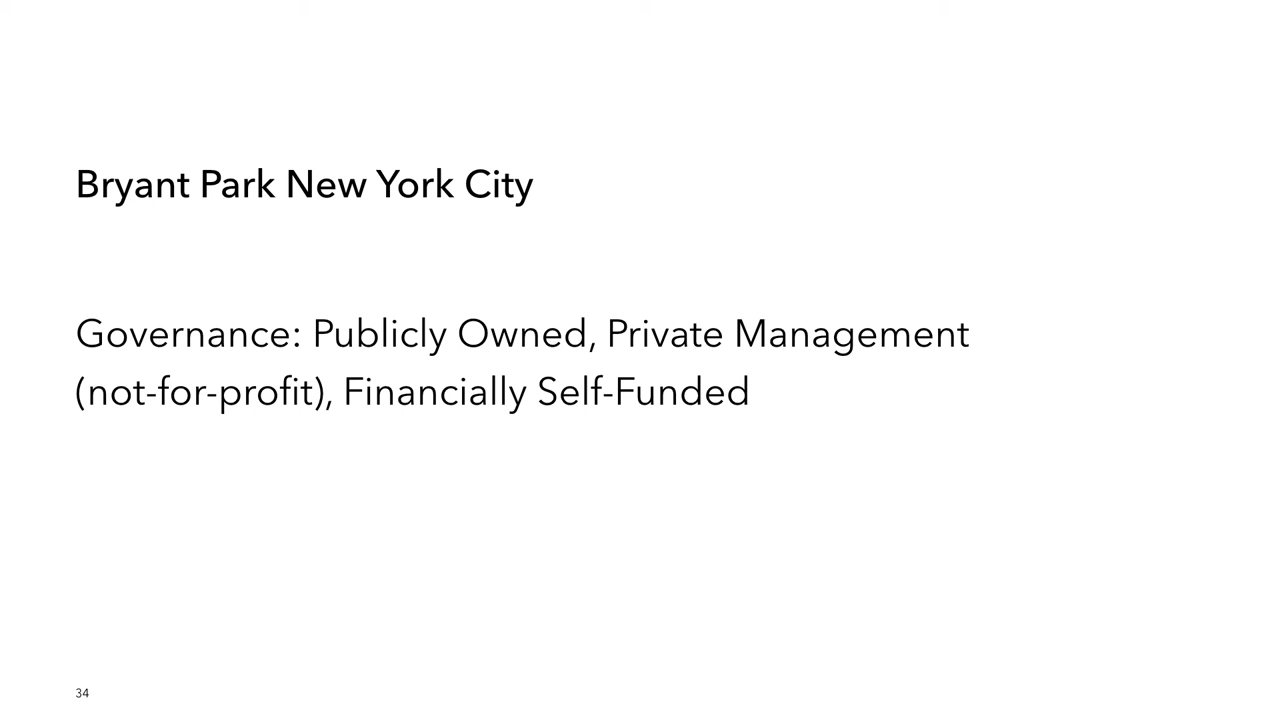 Bryant Park New York City
Governance: Publicly Owned, Private Management
(not-for-profit), Financially Self-Funded
34